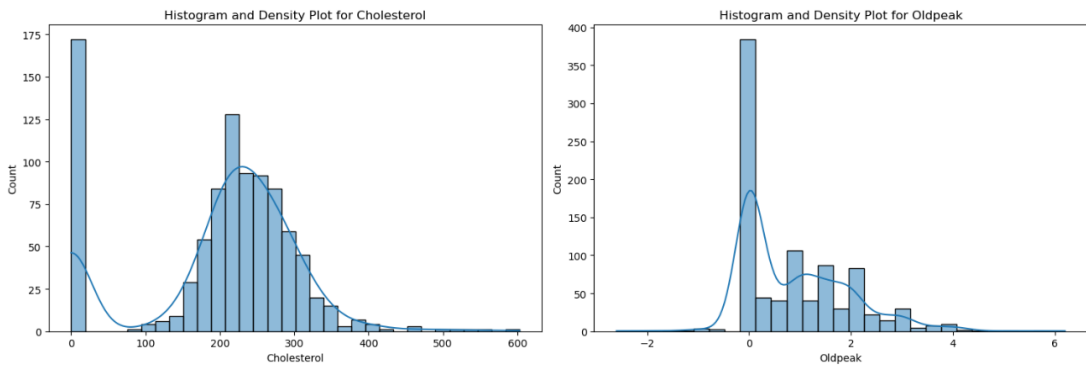 Histogram and Density Plot for Cholesterol
175
150
125
100
75
50
25
0
Count
0 100 200 300 400 500 600
Cholesterol
Histogram and Density Plot for Oldpeak
400
350
300
250
200
150
100
50
0
Count
−2 0 2 4 6
Oldpeak